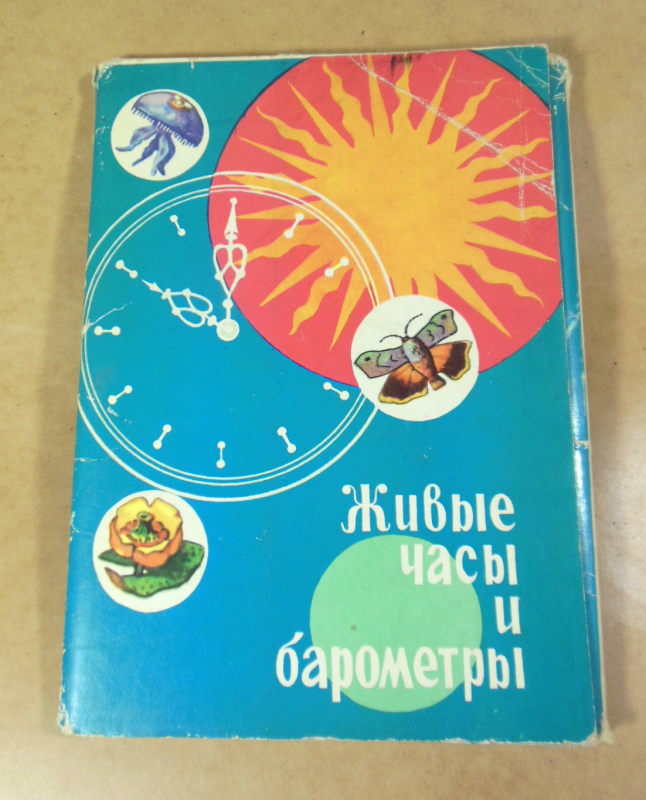 Живые
часы
и
барометры